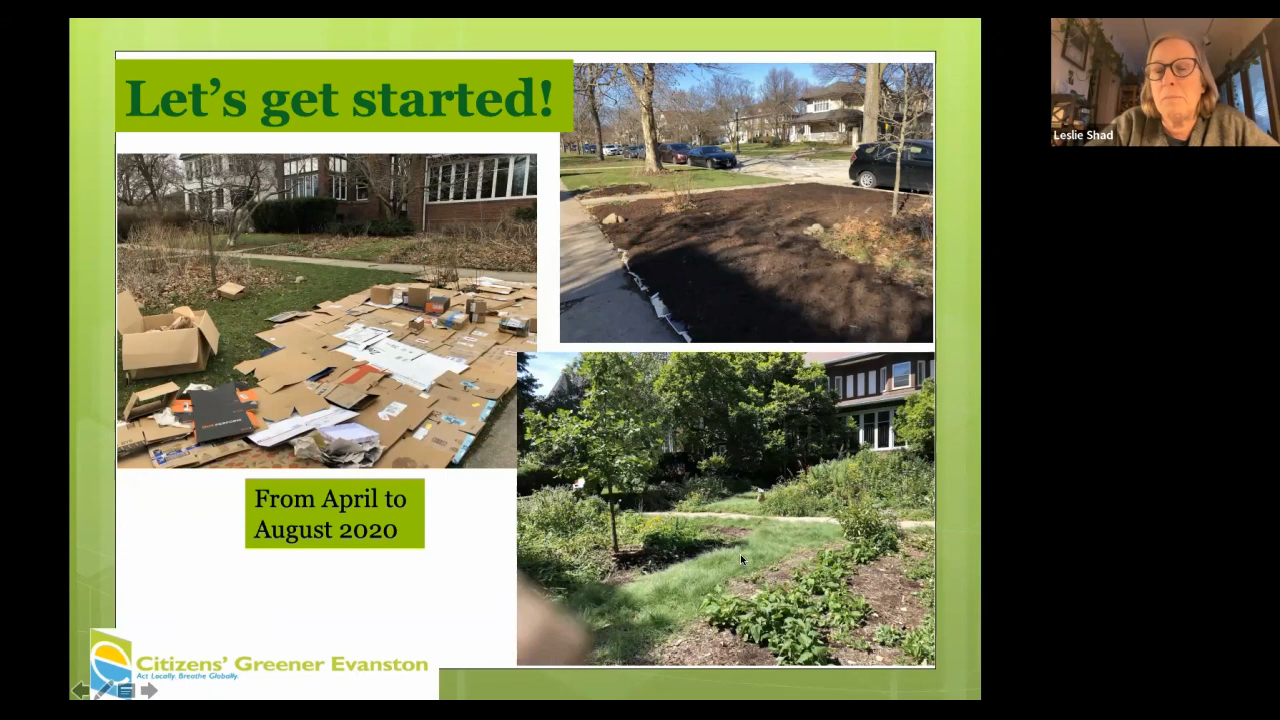 Let's get started!
Leslie Shad
From April to
August 2020
Citizens' Greener Evanston
Act Locally. Breathe Globally.